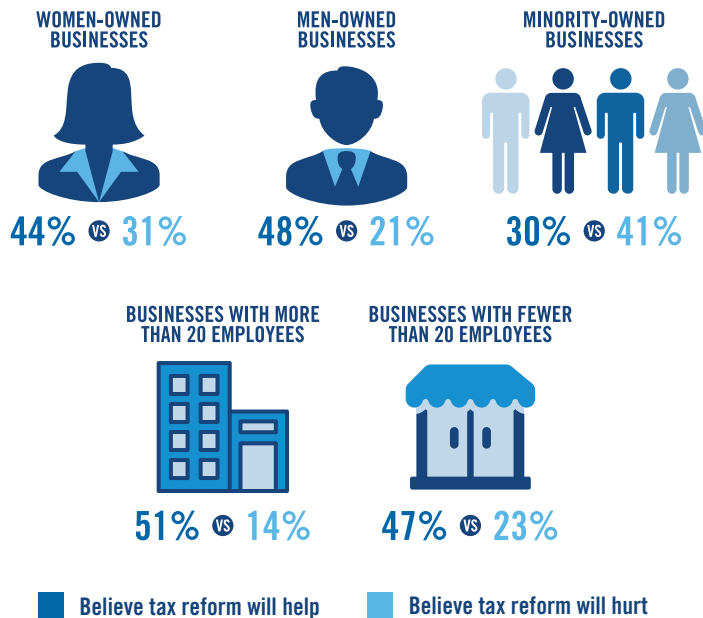 WOMEN-OWNED
BUSINESSES
44% VS 31%
MEN-OWNED
BUSINESSES
48% VS 21%
MINORITY-OWNED
BUSINESSES
30% VS 41%
BUSINESSES WITH MORE
THAN 20 EMPLOYEES
51% VS 14%
BUSINESSES WITH FEWER
THAN 20 EMPLOYEES
47% VS 23%
Believe tax reform will help
Believe tax reform will hurt